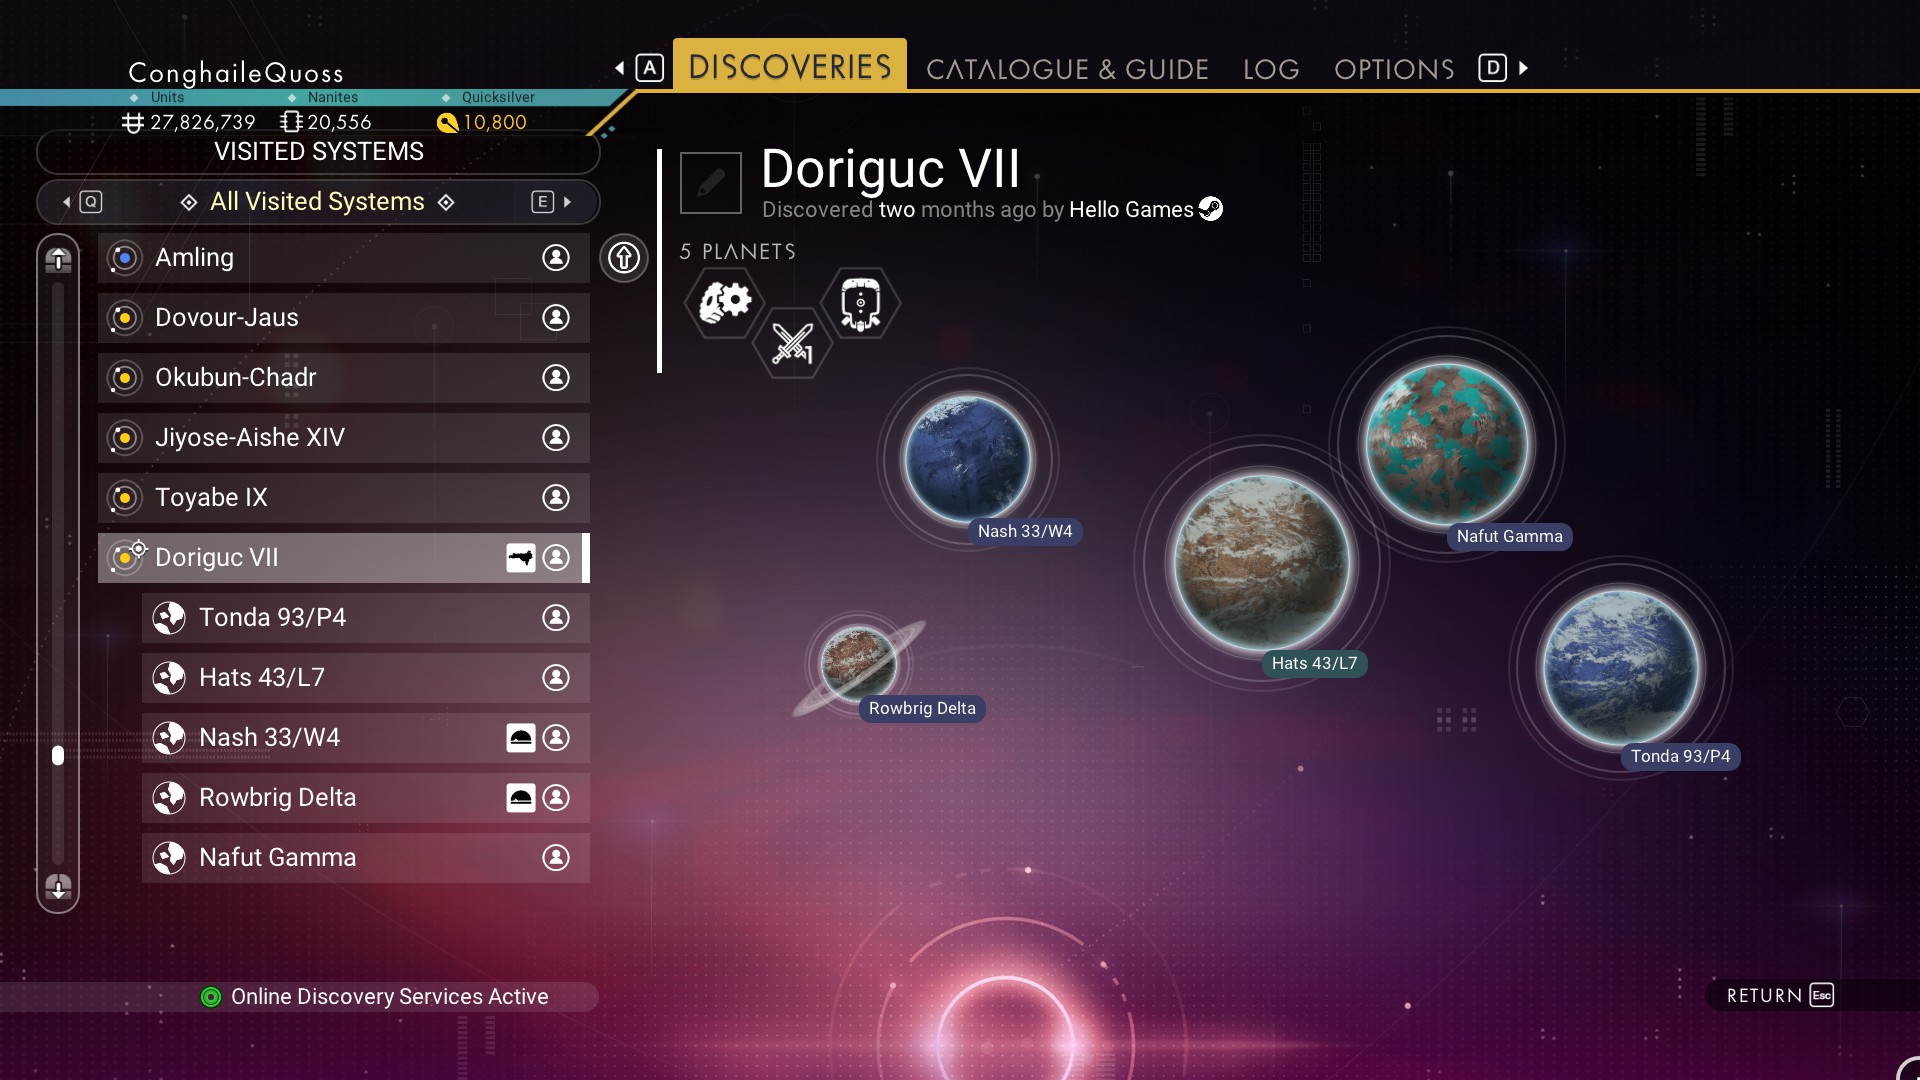 ConghaileQuoss
Units Nanites Quicksilver
27,826,739 20,556 10,800
A DISCOVERIES CATALOGUE & GUIDE LOG OPTIONS D
VISITED SYSTEMS
Q All Visited Systems E
Amling
Dovour-Jaus
Okubun-Chadr
Jiyose-Aishe XIV
Toyabe IX
Doriguc VII
Tonda 93/P4
Hats 43/L7
Nash 33/W4
Rowbrig Delta
Nafut Gamma
Online Discovery Services Active
Doriguc VII
Discovered two months ago by Hello Games
5 PLANETS
1
Nash 33/W4
Nafut Gamma
Hats 43/L7
Rowbrig Delta
Tonda 93/P4
RETURN Esc